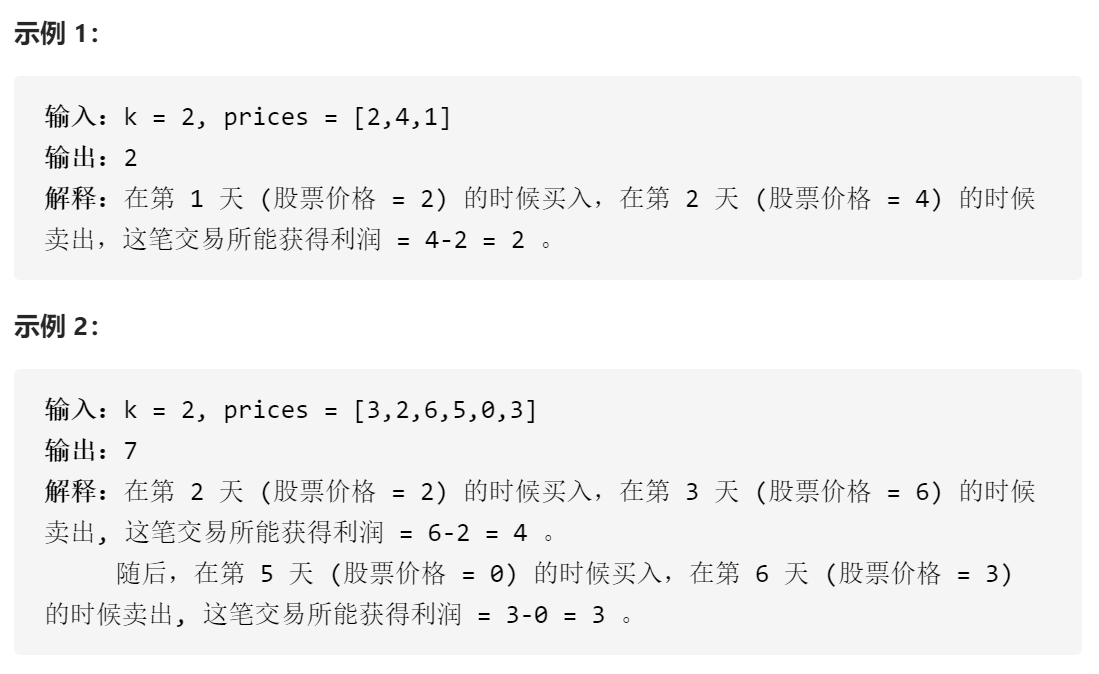 示例 1：
输入：k = 2, prices = [2,4,1]
输出：2
解释：在第 1 天 (股票价格 = 2) 的时候买入，在第 2 天 (股票价格 = 4) 的时候
卖出，这笔交易所能获得利润 = 4-2 = 2 。
示例 2：
输入：k = 2, prices = [3,2,6,5,0,3]
输出：7
解释：在第 2 天 (股票价格 = 2) 的时候买入，在第 3 天 (股票价格 = 6) 的时候
卖出, 这笔交易所能获得利润 = 6-2 = 4 。
随后，在第 5 天 (股票价格 = 0) 的时候买入，在第 6 天 (股票价格 = 3)
的时候卖出, 这笔交易所能获得利润 = 3-0 = 3 。